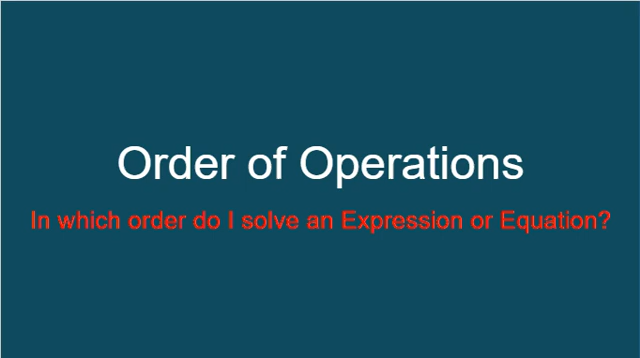 Order of Operations
In which order do I solve an Expression or Equation?